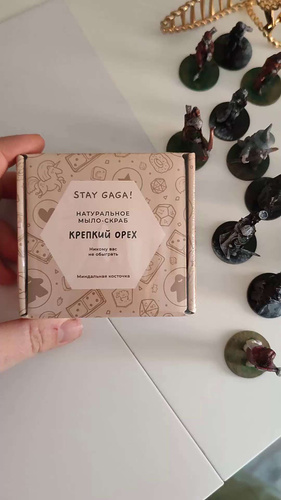 STAY GAGA!
НАТУРАЛЬНОЕ
МЫЛО-СКРАБ
КРЕПКИЙ ОРЕХ
Никому вас
не обыграть
Миндальная косточка